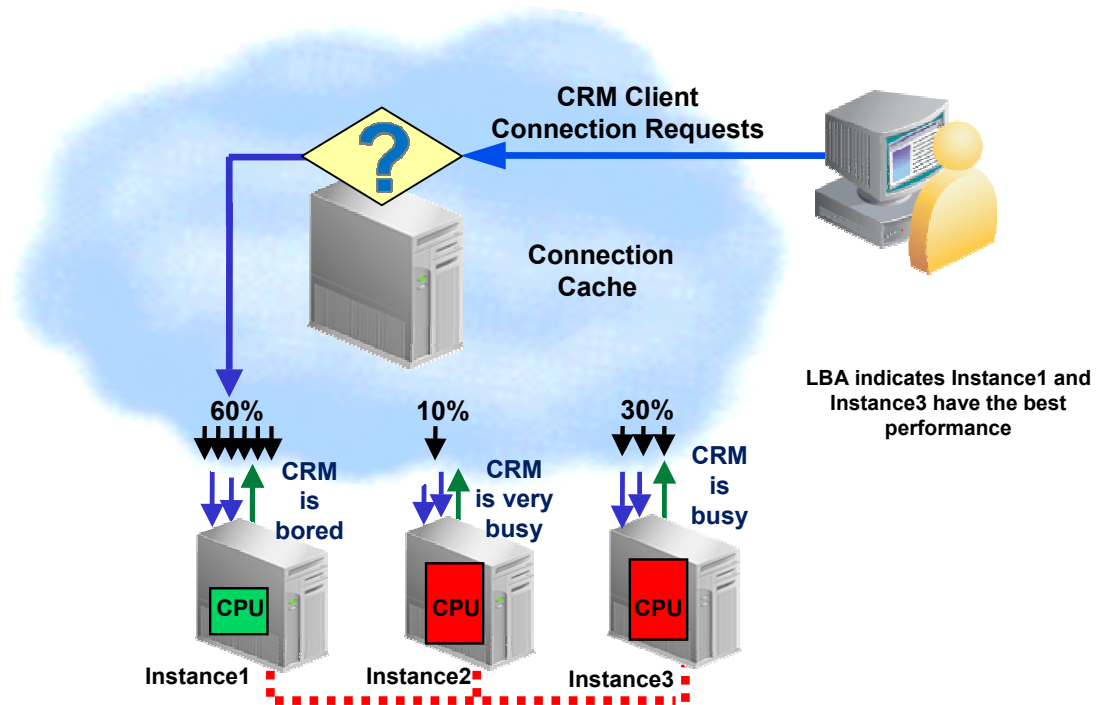 CRM Client
Connection Requests
?
Connection
Cache
LBA indicates Instance1 and
Instance3 have the best
performance
60%
10%
30%
CRM
is
bored
CRM
is very
busy
CRM
is
busy
CPU
CPU
CPU
Instance1
Instance2
Instance3